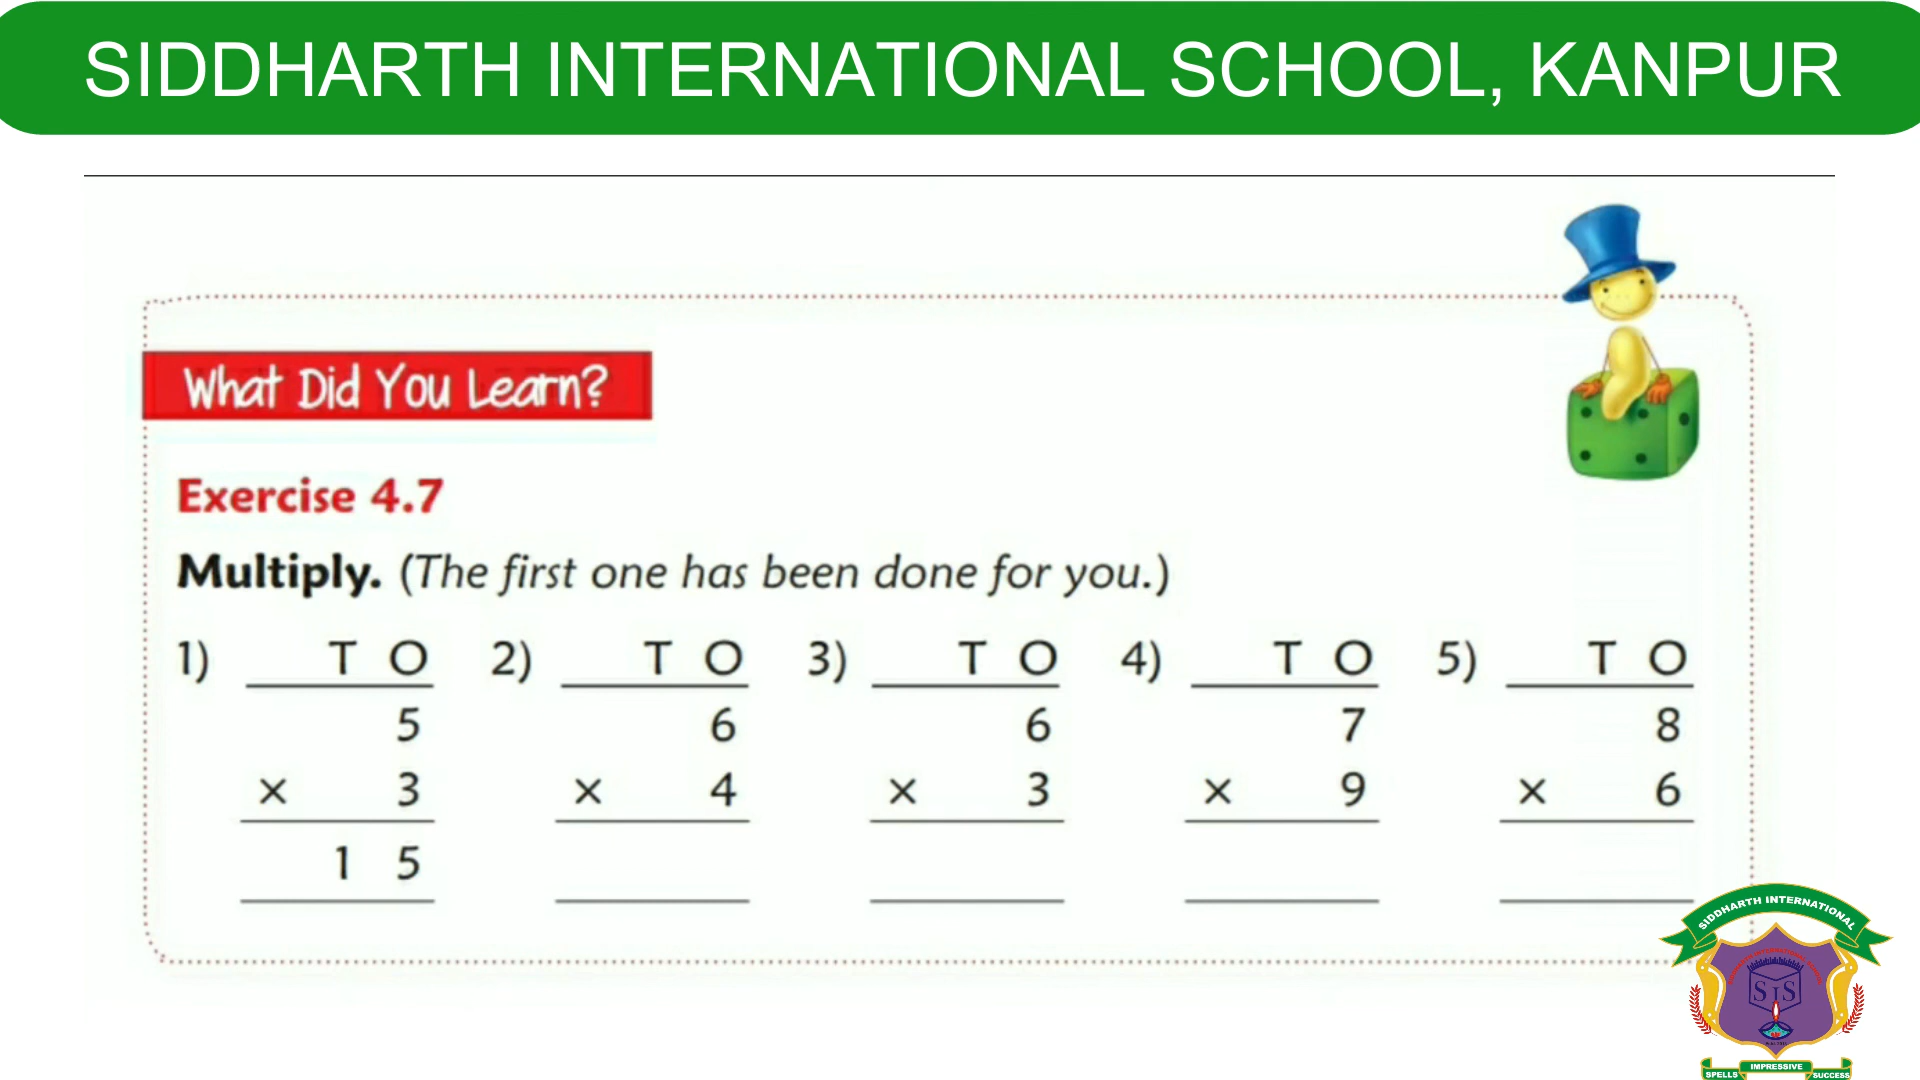 SIDDHARTH INTERNATIONAL SCHOOL, KANPUR
What Did You Learn?
Exercise 4.7
Multiply. (The first one has been done for you.)
1) T O 2) T O 3) T O 4) T O 5) T O
5 6 6 7 8
× 3 × 4 × 3 × 9 × 6
1 5
SIDDHARTH INTERNATIONAL
SIS
SPELLS IMPRESSIVE SUCCESS